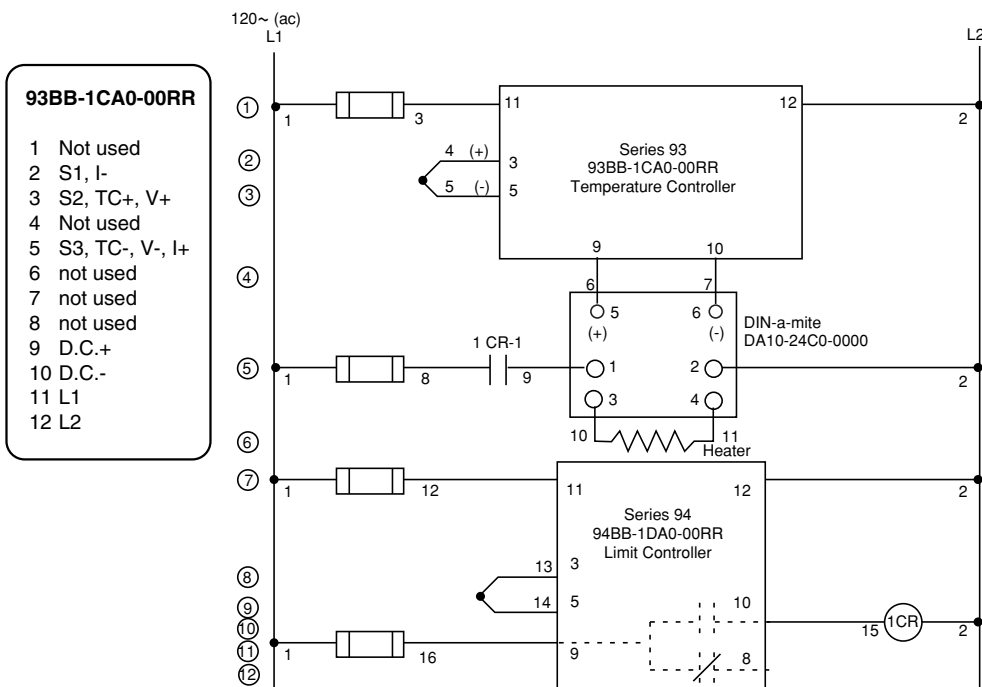 120~ (ac)
L1
L2
93BB-1CA0-00RR
1 Not used
2 S1, I-
3 S2, TC+, V+
4 Not used
5 S3, TC-, V-, I+
6 not used
7 not used
8 not used
9 D.C.+
10 D.C.-
11 L1
12 L2
1
1
3
11
12
2
Series 93
93BB-1CA0-00RR
Temperature Controller
2
4 (+)
3
3
5 (-)
5
9
10
4
6
7
5
6
(+)
(-)
DIN-a-mite
DA10-24C0-0000
1 CR-1
5
1
8
9
1
2
2
3
4
6
10
11
Heater
7
1
12
11
12
2
Series 94
94BB-1DA0-00RR
Limit Controller
8
13
3
9
14
5
10
10
15
1CR
2
11
1
16
9
8
12